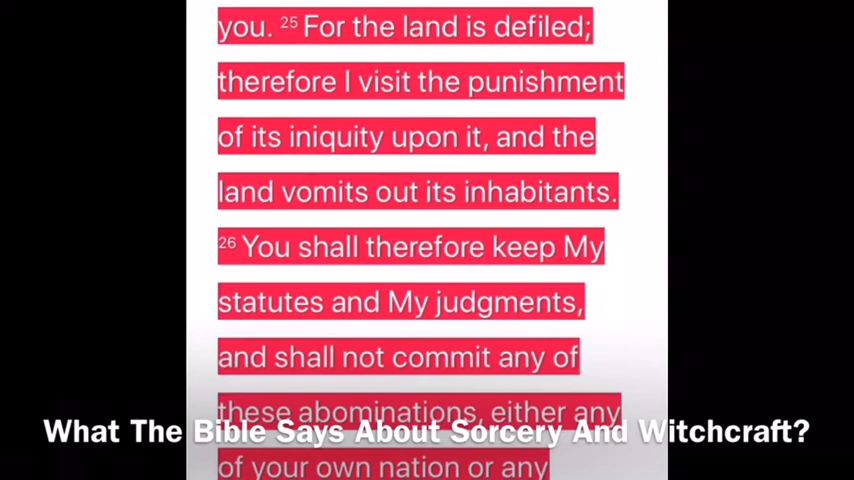 you. 25 For the land is defiled;
therefore I visit the punishment
of its iniquity upon it, and the
land vomits out its inhabitants.
26 You shall therefore keep My
statutes and My judgments,
and shall not commit any of
these abominations, either any
What The Bible Says About Sorcery And Witchcraft?
of your own nation or any